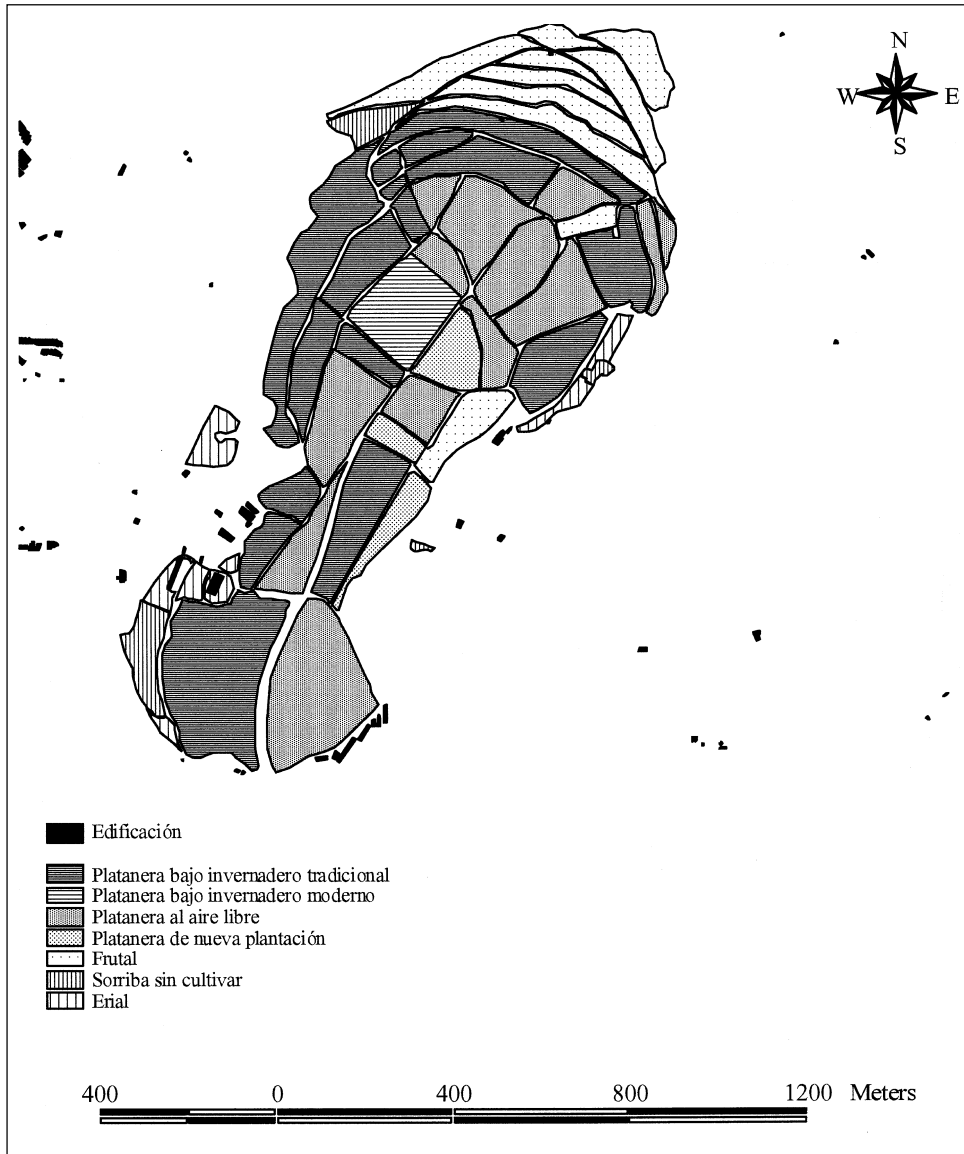 N
W E
S
Edificación
Platanera bajo invernadero tradicional
Platanera bajo invernadero moderno
Platanera al aire libre
Platanera de nueva plantación
Frutal
Sorriba sin cultivar
Erial
400 0 400 800 1200 Meters